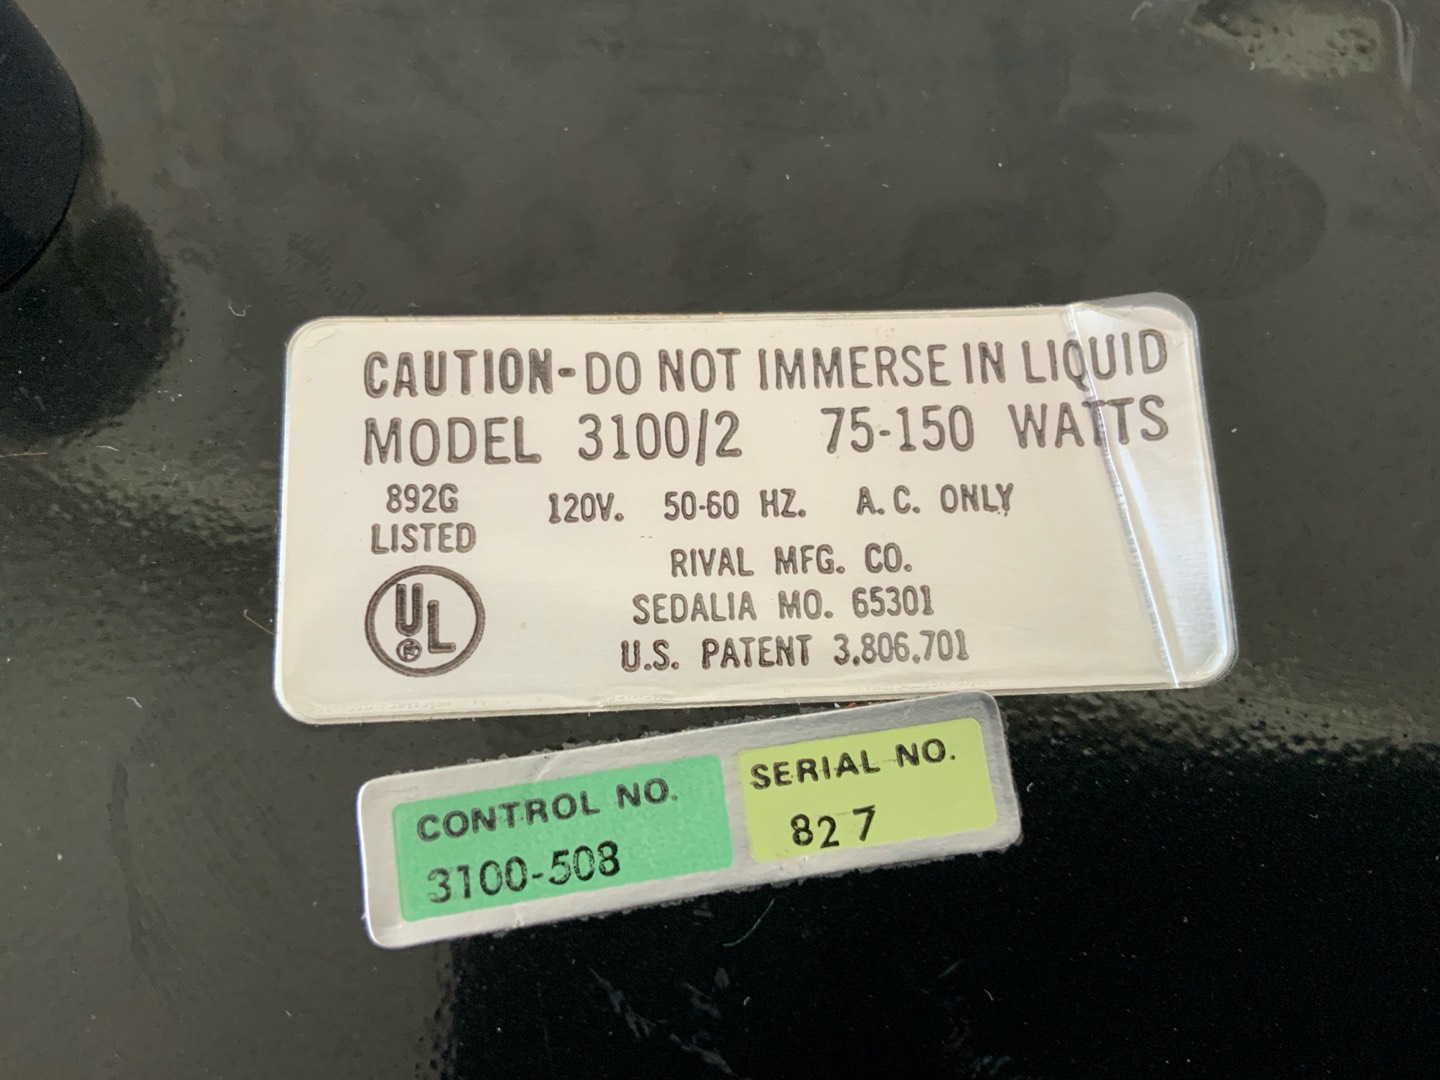 CAUTION-DO NOT IMMERSE IN LIQUID
MODEL 3100/2 75-150 WATTS
892G
LISTED
UL
R
120V. 50-60 HZ. A.C. ONLY
RIVAL MFG. CO.
SEDALIA MO. 65301
U.S. PATENT 3,806,701
CONTROL NO.
3100-508
SERIAL NO.
827